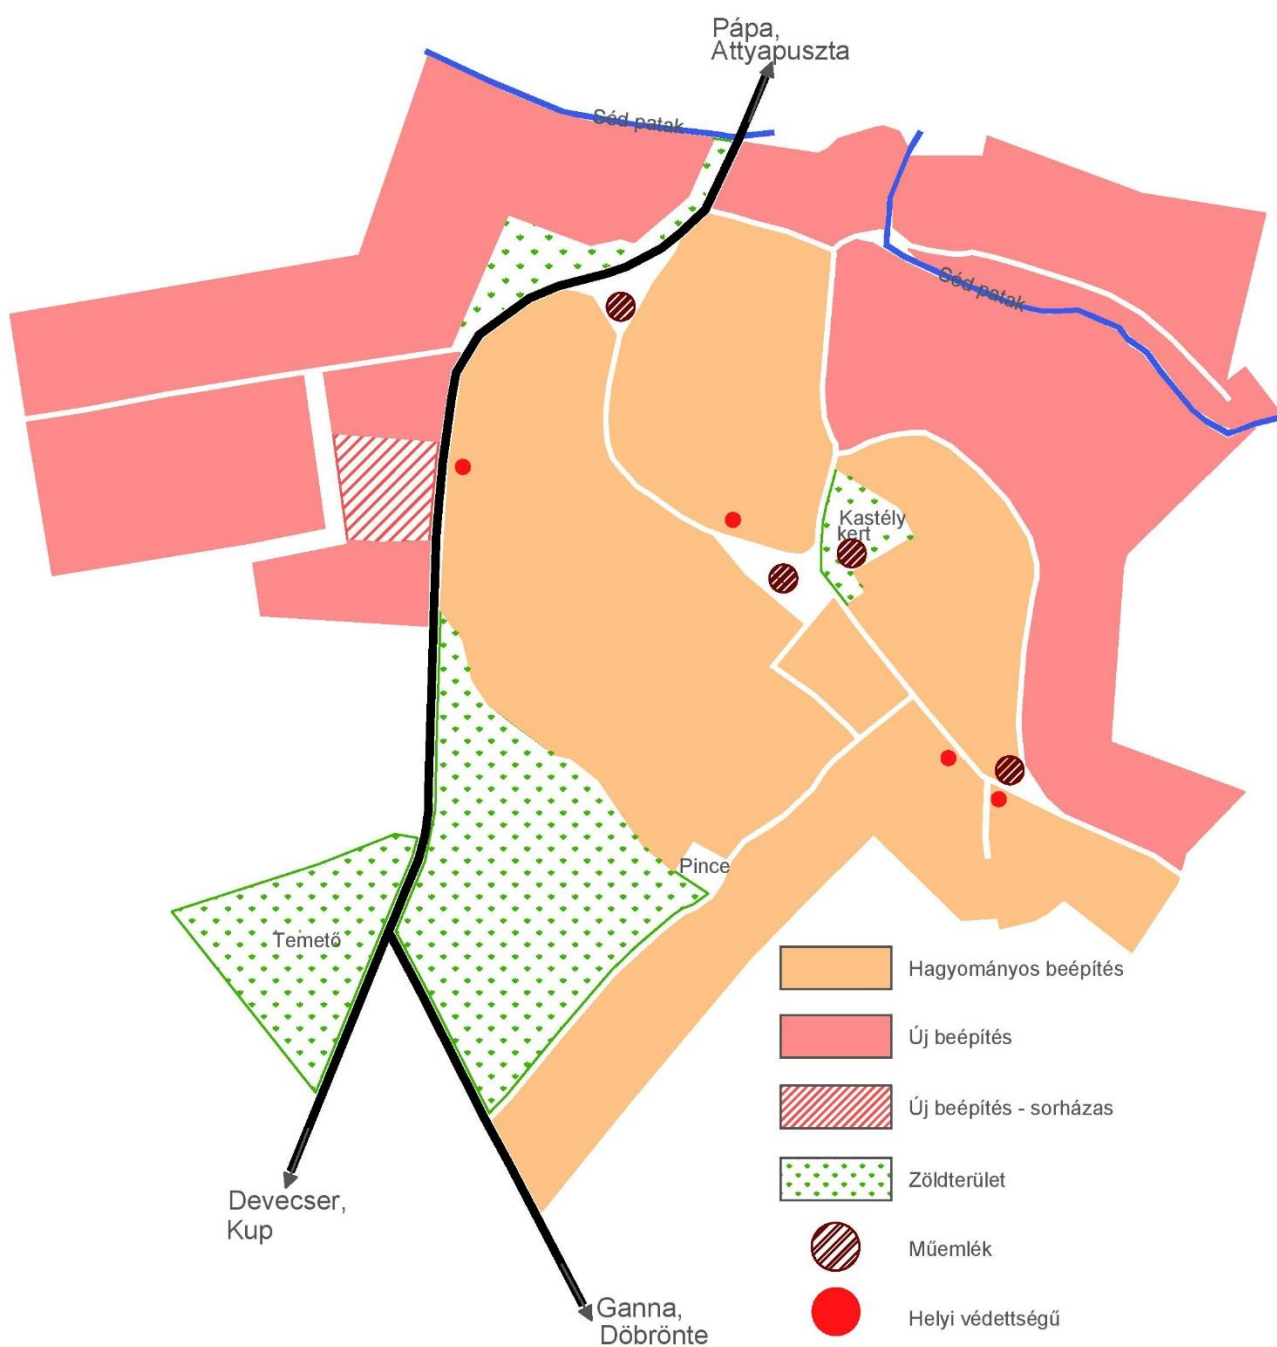 Pápa,
Attyapuszta
Séd patak
Séd patak
Kastély
kert
Pince
Temető
Hagyományos beépítés
Új beépítés
Új beépítés - sorházas
Zöldterület
Műemlék
Helyi védettségű
Devecser,
Kup
Ganna,
Döbrönte